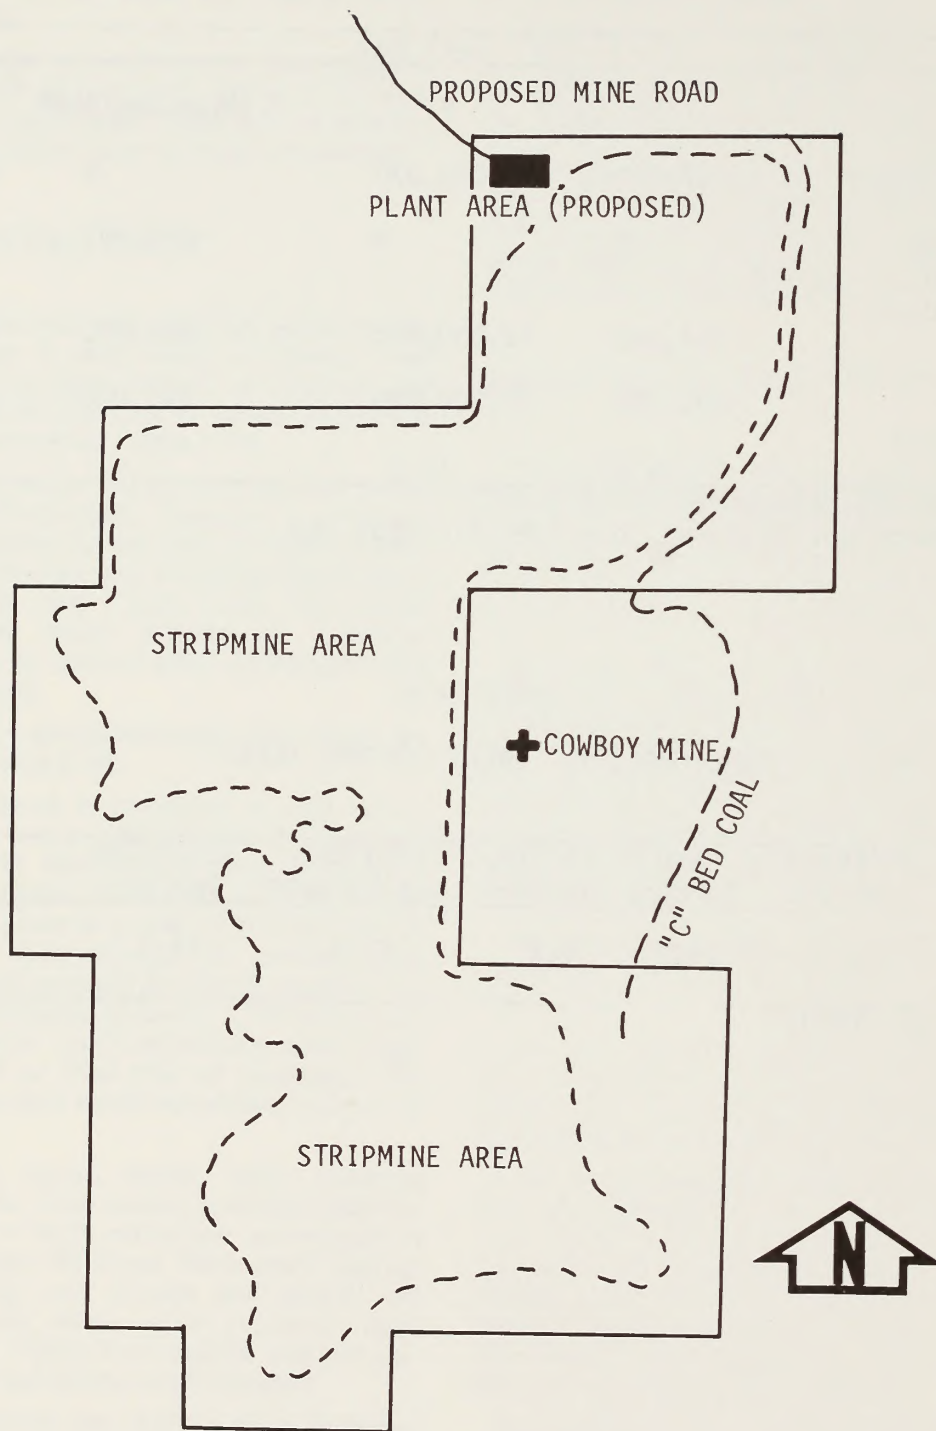 PROPOSED MINE ROAD
PLANT AREA (PROPOSED)
STRIPMINE AREA
COWBOY MINE
"C" BED COAL
STRIPMINE AREA
N